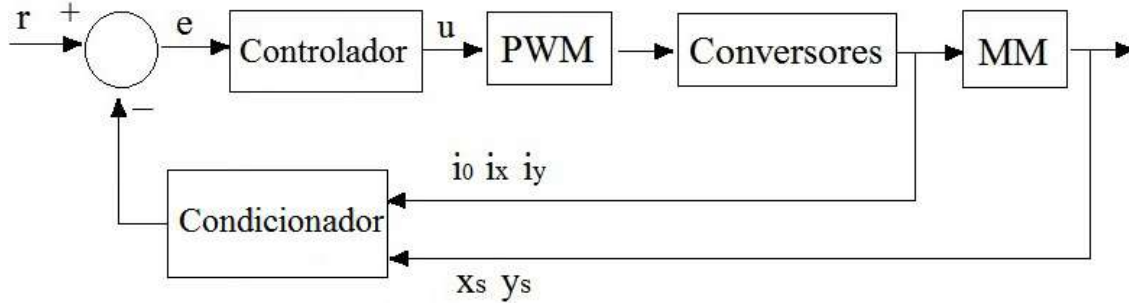 r + e Controlador u PWM Conversores MM
−
i0 ix iy
Condicionador
xs ys